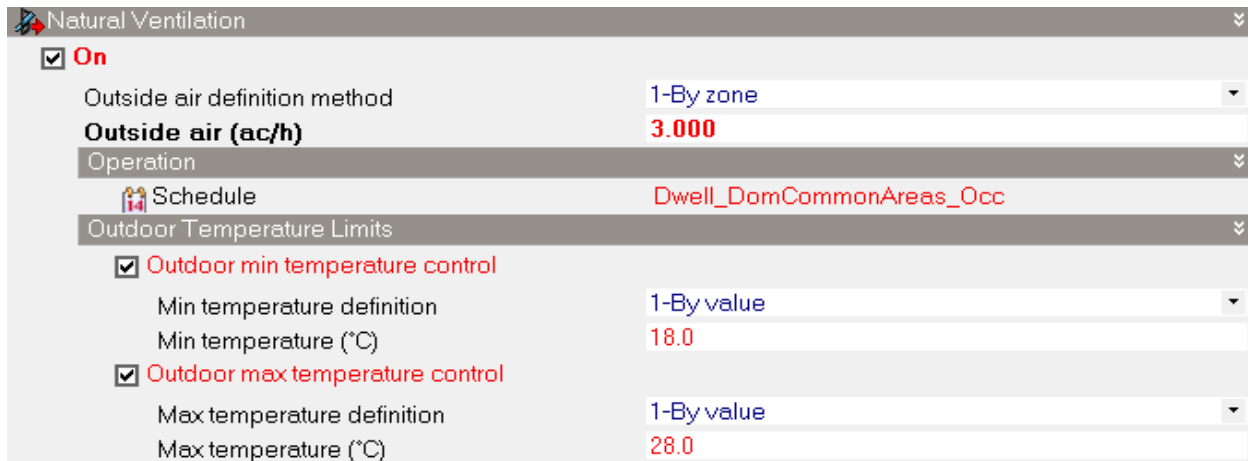 Natural Ventilation
On
Outside air definition method 1-By zone
Outside air (ac/h) 3.000
Operation
14 Schedule Dwell_DomCommonAreas_Occ
Outdoor Temperature Limits
Outdoor min temperature control
Min temperature definition 1-By value
Min temperature (°C) 18.0
Outdoor max temperature control
Max temperature definition 1-By value
Max temperature (°C) 28.0